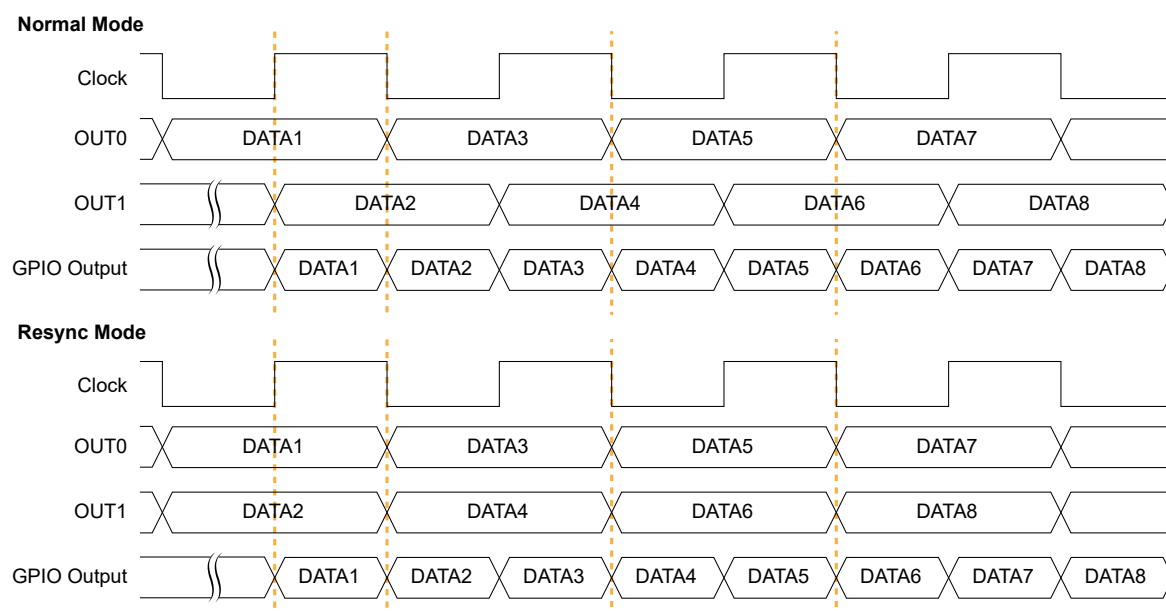 Normal Mode
Clock
OUT0 DATA1 DATA3 DATA5 DATA7
OUT1 DATA2 DATA4 DATA6 DATA8
GPIO Output DATA1 DATA2 DATA3 DATA4 DATA5 DATA6 DATA7 DATA8
Resync Mode
Clock
OUT0 DATA1 DATA3 DATA5 DATA7
OUT1 DATA2 DATA4 DATA6 DATA8
GPIO Output DATA1 DATA2 DATA3 DATA4 DATA5 DATA6 DATA7 DATA8